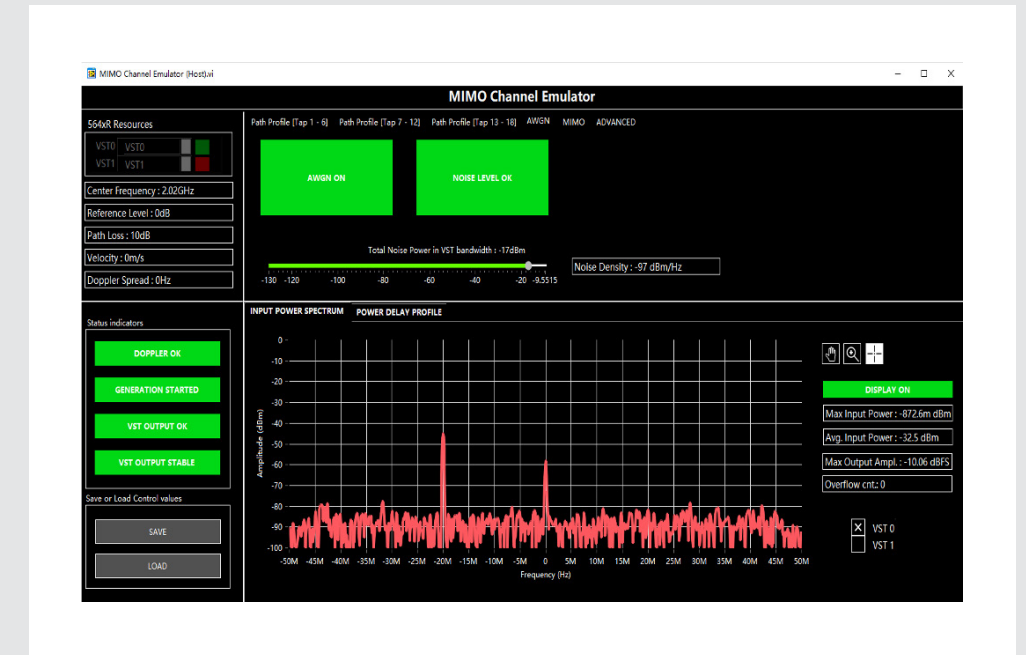 MIMO Channel Emulator (Host).vi
MIMO Channel Emulator
564xR Resources
VST0 VST0
VST1 VST1
Center Frequency : 2.02GHz
Reference Level : 0dB
Path Loss : 10dB
Velocity : 0m/s
Doppler Spread : 0Hz
Path Profile [Tap 1 - 6] Path Profile [Tap 7 - 12] Path Profile [Tap 13 - 18] AWGN MIMO ADVANCED
AWGN ON NOISE LEVEL OK
Total Noise Power in VST bandwidth : -17dBm
-130 -120 -100 -80 -60 -40 -20 -9.5515
Noise Density : -97 dBm/Hz
Status indicators
DOPPLER OK
GENERATION STARTED
VST OUTPUT OK
VST OUTPUT STABLE
Save or Load Control values
SAVE
LOAD
INPUT POWER SPECTRUM POWER DELAY PROFILE
Amplitude (dBm)
0
-10
-20
-30
-40
-50
-60
-70
-80
-90
-100
-50M -45M -40M -35M -30M -25M -20M -15M -10M -5M 0 5M 10M 15M 20M 25M 30M 35M 40M 45M 50M
Frequency (Hz)
DISPLAY ON
Max Input Power : -872.6m dBm
Avg. Input Power : -32.5 dBm
Max Output Ampl. : -10.06 dBFS
Overflow cnt.: 0
X VST 0
VST 1